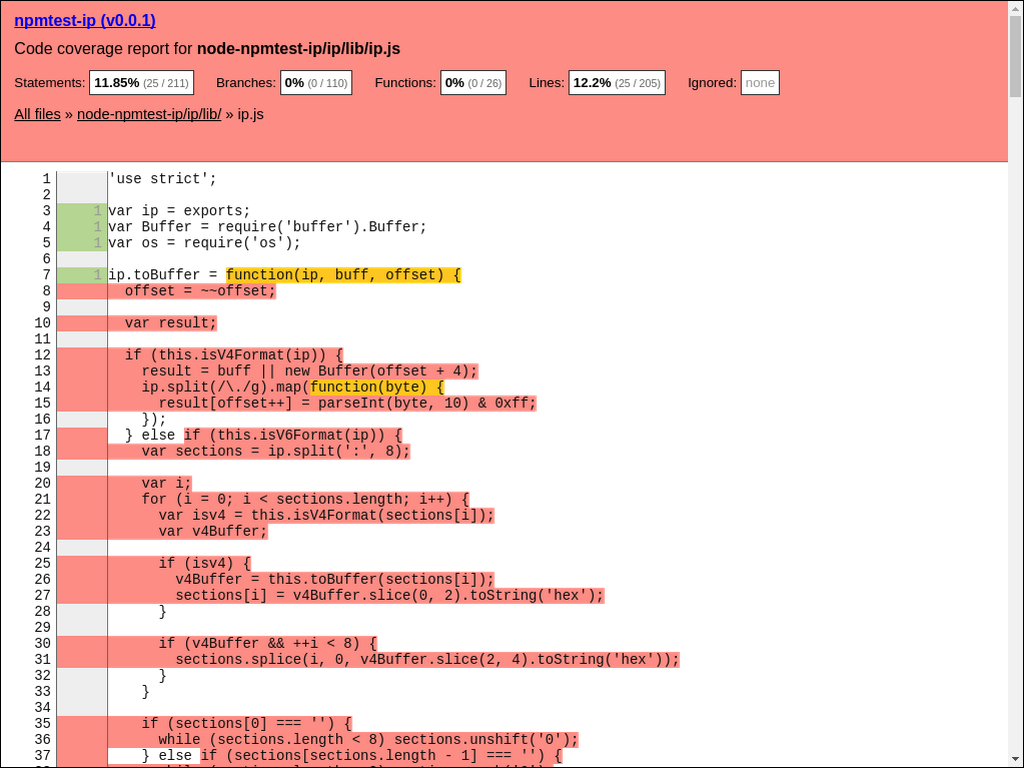 npmtest-ip (v0.0.1)
Code coverage report for node-npmtest-ip/ip/lib/ip.js
Statements: 11.85% (25 / 211) Branches: 0% (0 / 110) Functions: 0% (0 / 26) Lines: 12.2% (25 / 205) Ignored: none
All files » node-npmtest-ip/ip/lib/ » ip.js
1 'use strict';
2
3 1 var ip = exports;
4 1 var Buffer = require('buffer').Buffer;
5 1 var os = require('os');
6
7 1 ip.toBuffer = function(ip, buff, offset) {
8 offset = ~~offset;
9
10 var result;
11
12 if (this.isV4Format(ip)) {
13 result = buff || new Buffer(offset + 4);
14 ip.split(/\./g).map(function(byte) {
15 result[offset++] = parseInt(byte, 10) & 0xff;
16 });
17 } else if (this.isV6Format(ip)) {
18 var sections = ip.split(':', 8);
19
20 var i;
21 for (i = 0; i < sections.length; i++) {
22 var isv4 = this.isV4Format(sections[i]);
23 var v4Buffer;
24
25 if (isv4) {
26 v4Buffer = this.toBuffer(sections[i]);
27 sections[i] = v4Buffer.slice(0, 2).toString('hex');
28 }
29
30 if (v4Buffer && ++i < 8) {
31 sections.splice(i, 0, v4Buffer.slice(2, 4).toString('hex'));
32 }
33 }
34
35 if (sections[0] === '') {
36 while (sections.length < 8) sections.unshift('0');
37 } else if (sections[sections.length - 1] === '') {